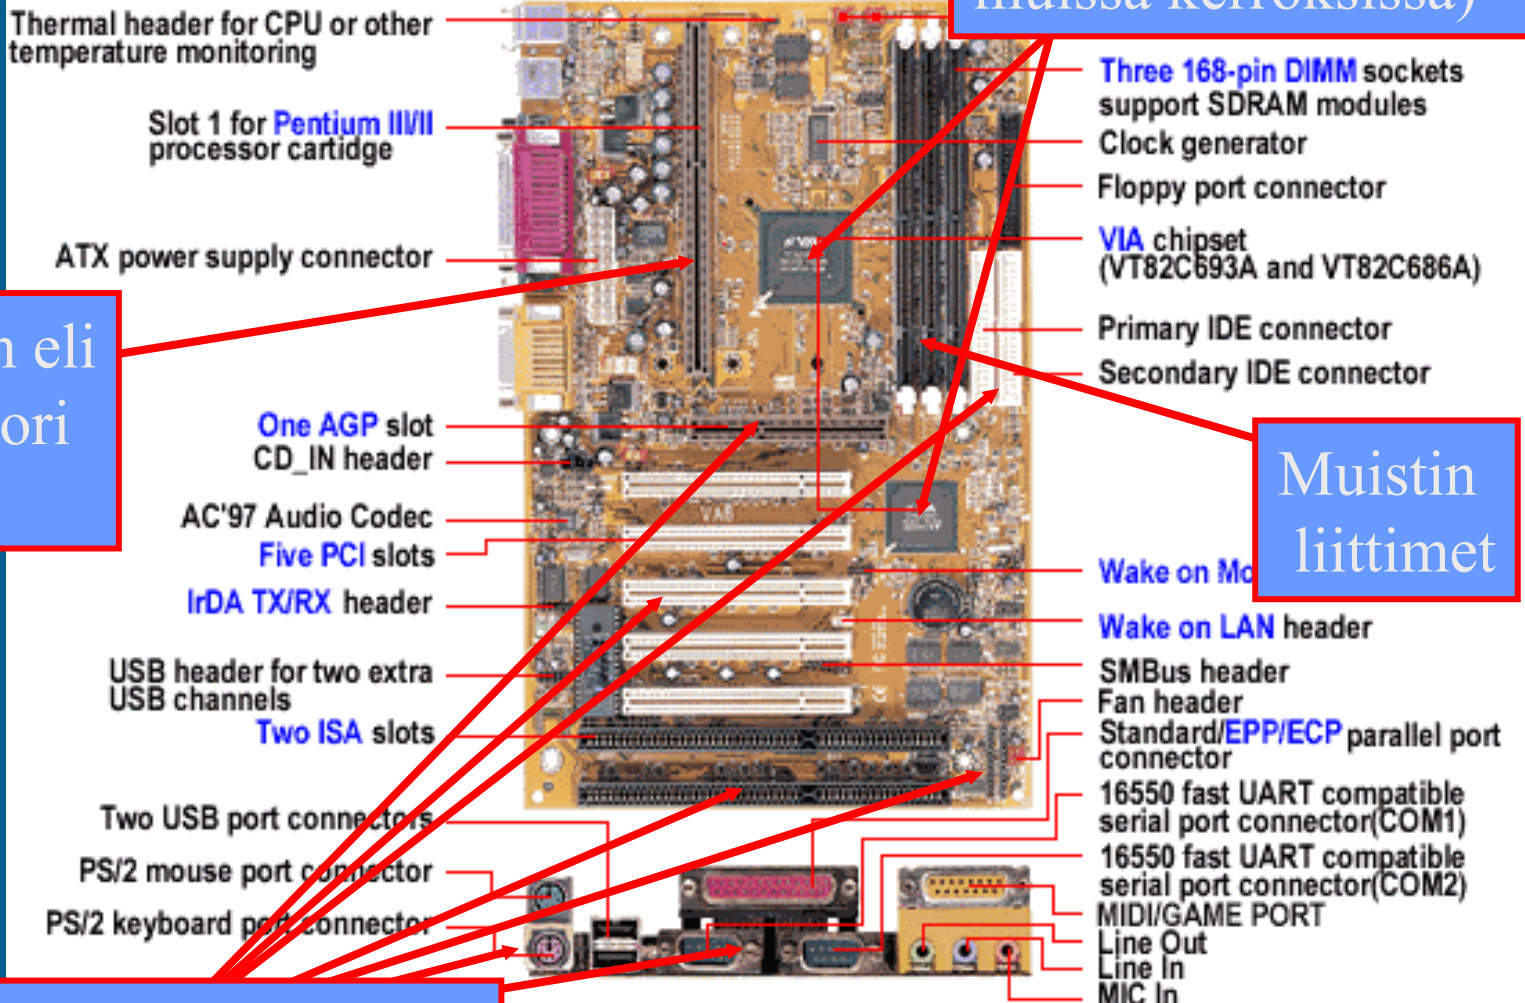 muissa kerroksissa)
Thermal header for CPU or other
temperature monitoring
Slot 1 for Pentium III/II
processor cartidge
ATX power supply connector
eli
One AGP slot
CD_IN header
AC'97 Audio Codec
Five PCI slots
IrDA TX/RX header
USB header for two extra
USB channels
Two ISA slots
Two USB port connectors
PS/2 mouse port connector
PS/2 keyboard port connector
Three 168-pin DIMM sockets
support SDRAM modules
Clock generator
Floppy port connector
VIA chipset
(VT82C693A and VT82C686A)
Primary IDE connector
Secondary IDE connector
Muistin
liittimet
Wake on
Wake on LAN header
SMBus header
Fan header
Standard/EPP/ECP parallel port
connector
16550 fast UART compatible
serial port connector(COM1)
16550 fast UART compatible
serial port connector(COM2)
MIDI/GAME PORT
Line Out
Line In
MIC In